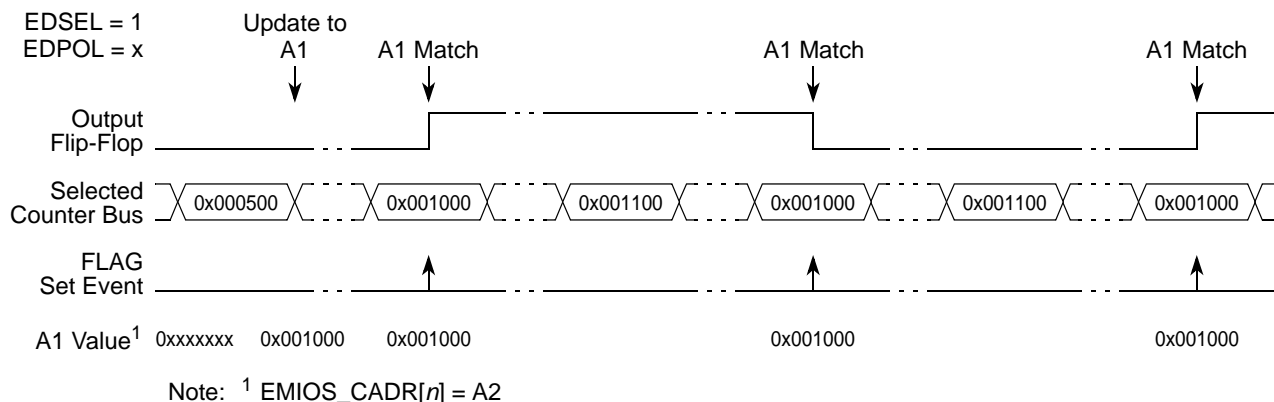 EDSEL = 1
EDPOL = x
Update to
A1
A1 Match
A1 Match
A1 Match
Output
Flip-Flop
Selected
Counter Bus
0x000500
0x001000
0x001100
0x001000
0x001100
0x001000
FLAG
Set Event
A1 Value1 0xxxxxxx 0x001000 0x001000 0x001000 0x001000
Note: 1 EMIOS_CADR[n] = A2